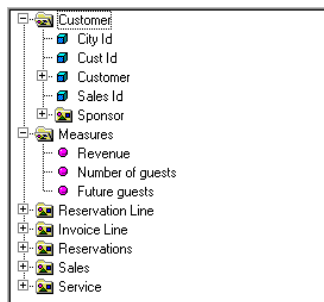 Customer
City Id
Cust Id
Customer
Sales Id
Sponsor
Measures
Revenue
Number of guests
Future guests
Reservation Line
Invoice Line
Reservations
Sales
Service